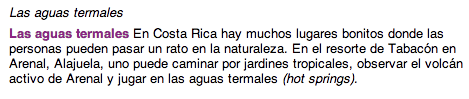 Las aguas termales
Las aguas termales En Costa Rica hay muchos lugares bonitos donde las
personas pueden pasar un rato en la naturaleza. En el resorte de Tabacón en
Arenal, Alajuela, uno puede caminar por jardines tropicales, observar el volcán
activo de Arenal y jugar en las aguas termales (hot springs).